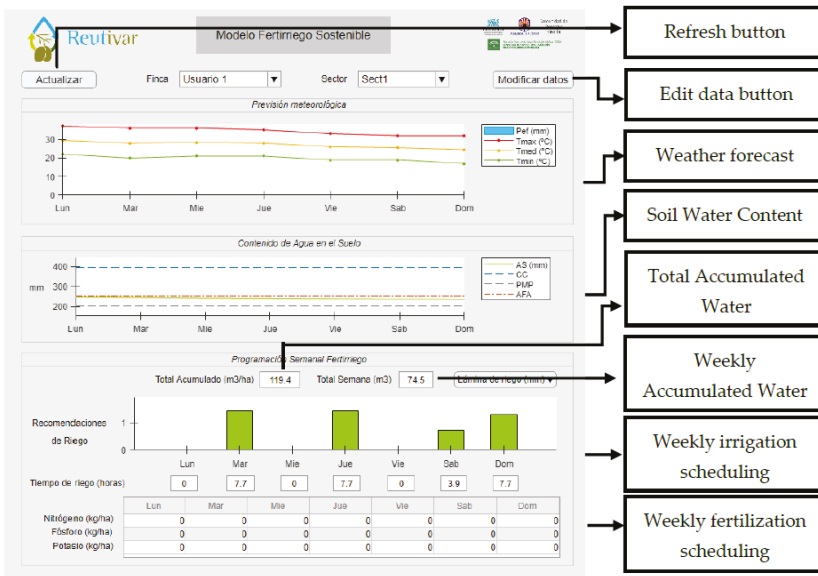 Reutivar
Modelo Fertirriego Sostenible
Actualizar
Finca
Usuario 1
Sector
Sect1
Modificar datos
Previsión meteorológica
30
20
10
0
Lun Mar Mie Jue Vie Sab Dom
Pef (mm)
Tmax (ºC)
Tmed (ºC)
Tmin (ºC)
Contenido de Agua en el Suelo
mm
400
300
200
Lun Mar Mie Jue Vie Sab Dom
AS (mm)
CC
PMP
AFA
Programación Semanal Fertirriego
Total Acumulado (m3/ha) 119.4 Total Semana (m3) 74.5 Lámina de riego (mm)
Recomendaciones
de Riego
1
0
Lun Mar Mie Jue Vie Sab Dom
Tiempo de riego (horas) 0 7.7 0 7.7 0 3.9 7.7
Lun Mar Mie Jue Vie Sab Dom
Nitrógeno (kg/ha) 0 0 0 0 0 0 0
Fósforo (kg/ha) 0 0 0 0 0 0 0
Potasio (kg/ha) 0 0 0 0 0 0 0
Refresh button
Edit data button
Weather forecast
Soil Water Content
Total Accumulated
Water
Weekly
Accumulated Water
Weekly irrigation
scheduling
Weekly fertilization
scheduling